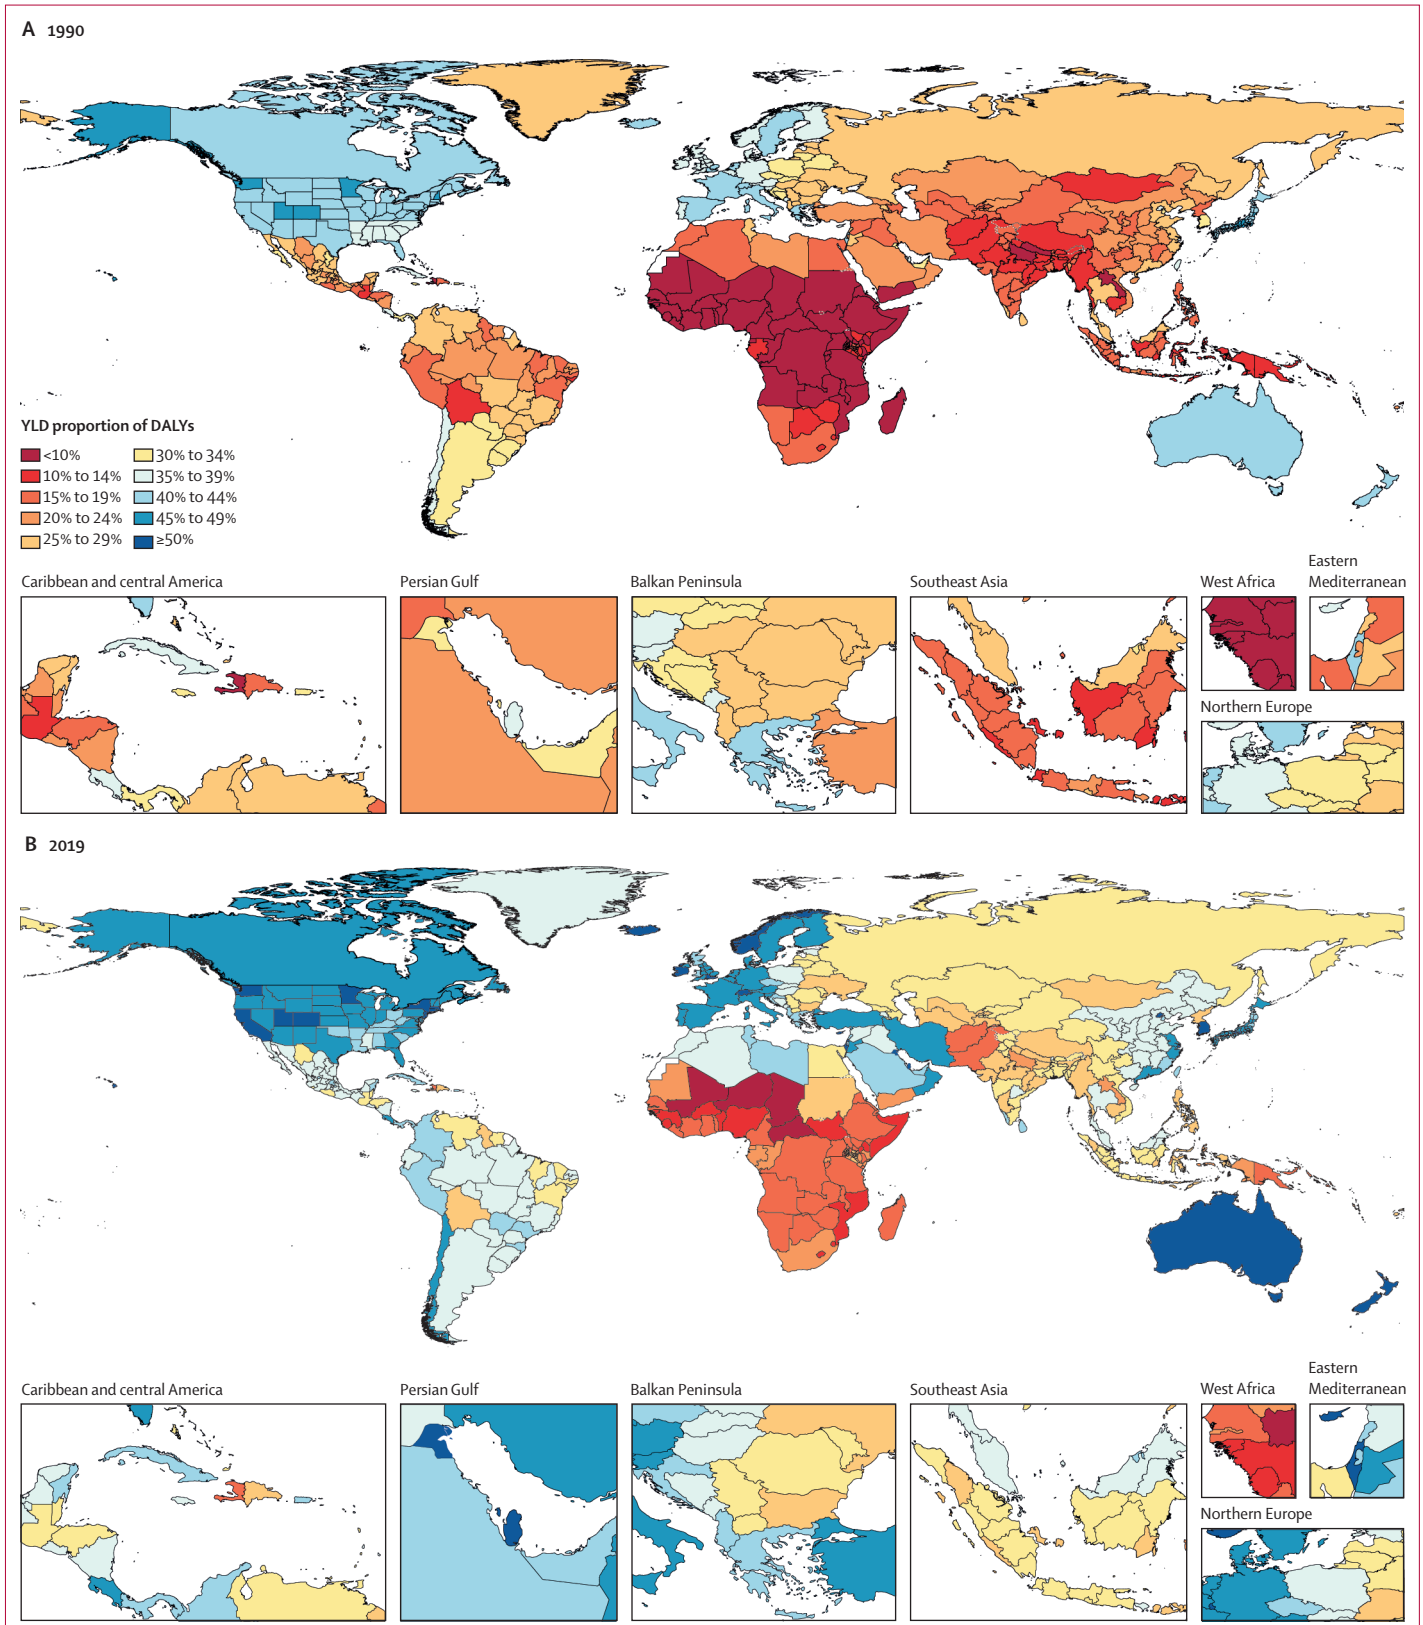 A 1990
YLD proportion of DALYs
<10%
10% to 14%
15% to 19%
20% to 24%
25% to 29%
30% to 34%
35% to 39%
40% to 44%
45% to 49%
≥50%
Caribbean and central America
Persian Gulf
Balkan Peninsula
Southeast Asia
West Africa
Eastern
Mediterranean
Northern Europe
B 2019
Caribbean and central America
Persian Gulf
Balkan Peninsula
Southeast Asia
West Africa
Eastern
Mediterranean
Northern Europe